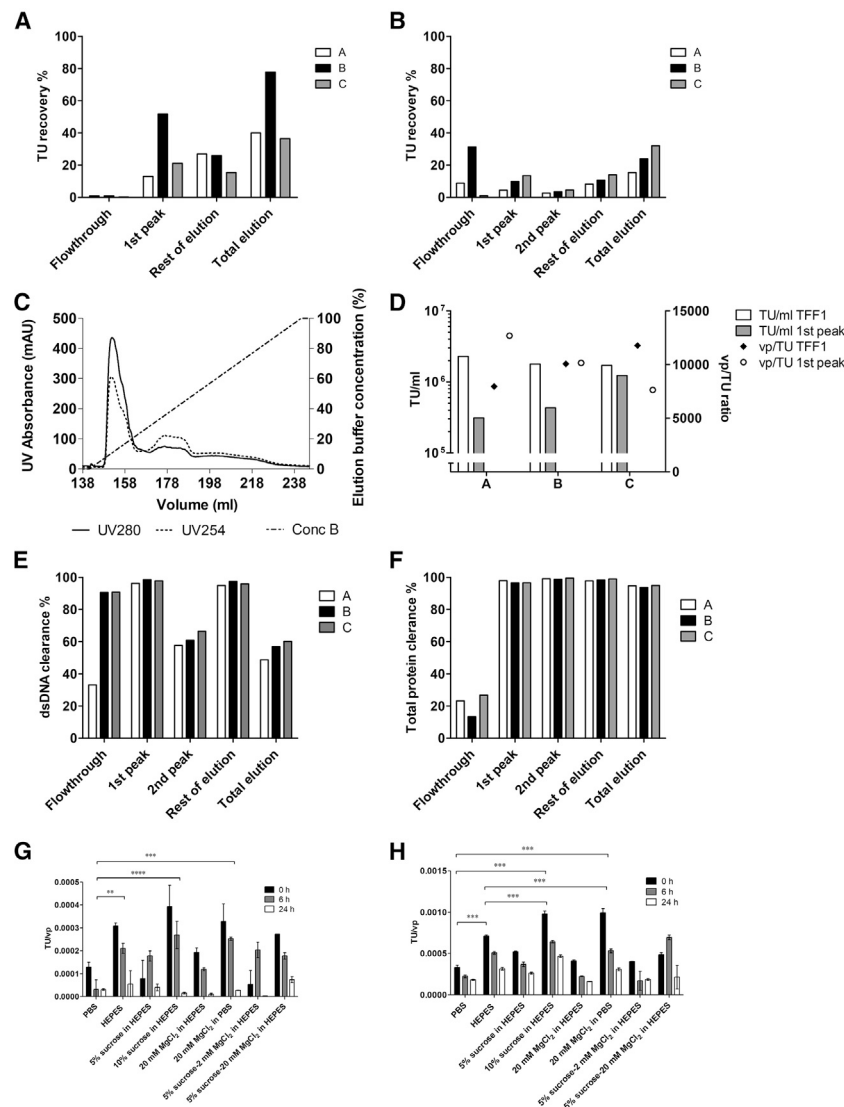 A
B
TU recovery %
100
80
60
40
20
0
A
B
C
Flowthrough
1st peak
Rest of elution
Total elution
TU recovery %
100
80
60
40
20
0
A
B
C
Flowthrough
1st peak
2nd peak
Rest of elution
Total elution
C
UV Absorbance (mAU)
500
400
300
200
100
0
138 158 178 198 218 238
Volume (ml)
100
80
60
40
20
0
Elution buffer concentration (%)
UV280
UV254
Conc B
D
TU/ml
10⁷
10⁶
10⁵
A B C
15000
10000
5000
0
vp/TU ratio
TU/ml TFF1
TU/ml 1st peak
vp/TU TFF1
vp/TU 1st peak
E
dsDNA clearance %
100
80
60
40
20
0
A
B
C
Flowthrough
1st peak
2nd peak
Rest of elution
Total elution
F
Total protein clerance %
100
80
60
40
20
0
A
B
C
Flowthrough
1st peak
2nd peak
Rest of elution
Total elution
G
TU/vp
0.0005
0.0004
0.0003
0.0002
0.0001
0.0000
***
****
**
0 h
6 h
24 h
PBS
HEPES
5% sucrose in HEPES
10% sucrose in HEPES
20 mM MgCl₂ in HEPES
20 mM MgCl₂ in PBS
5% sucrose-2 mM MgCl₂ in HEPES
5% sucrose-20 mM MgCl₂ in HEPES
H
TU/vp
0.0015
0.0010
0.0005
0.0000
***
***
***
***
0 h
6 h
24 h
PBS
HEPES
5% sucrose in HEPES
10% sucrose in HEPES
20 mM MgCl₂ in HEPES
20 mM MgCl₂ in PBS
5% sucrose-2 mM MgCl₂ in HEPES
5% sucrose-20 mM MgCl₂ in HEPES